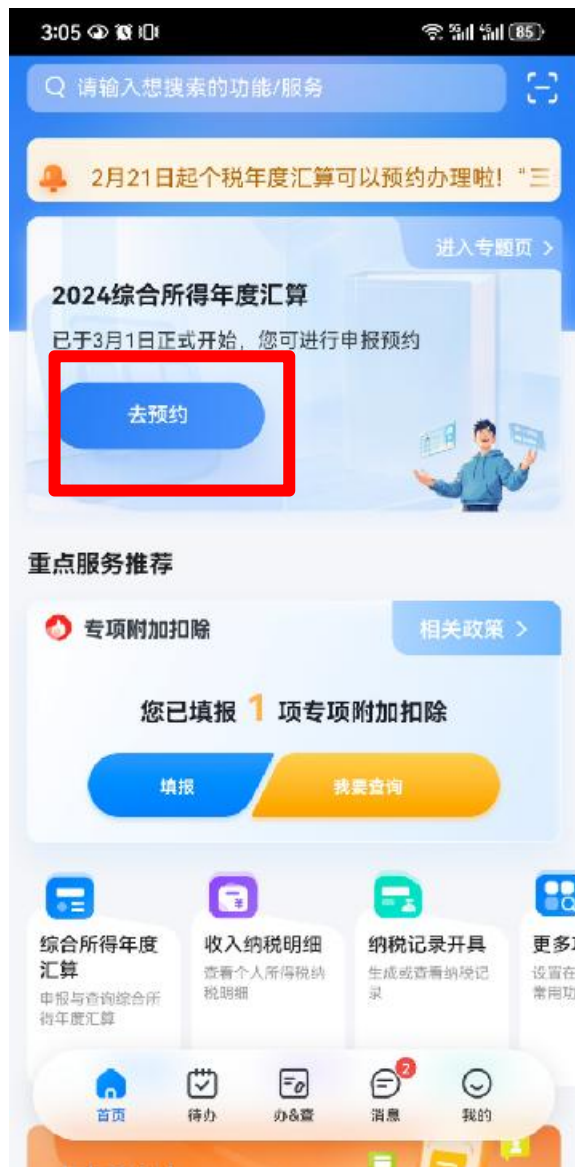 3:05
85
请输入想搜索的功能/服务
2月21日起个税年度汇算可以预约办理啦！“三
进入专题页 >
2024综合所得年度汇算
已于3月1日正式开始，您可进行申报预约
去预约
重点服务推荐
专项附加扣除
相关政策 >
您已填报 1 项专项附加扣除
填报
我要查询
综合所得年度
汇算
申报与查询综合所
得年度汇算
收入纳税明细
查看个人所得税纳
税明细
纳税记录开具
生成或查看纳税记
录
更多
设置在
常用功
2
首页
待办
办&查
消息
我的